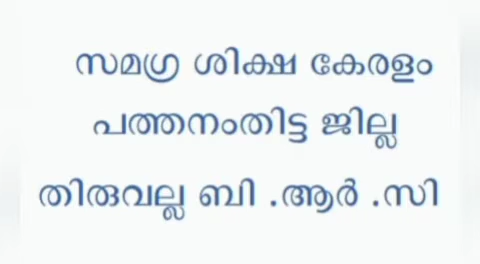 സമഗ്ര ശിക്ഷ കേരളം
പത്തനംതിട്ട ജില്ല
തിരുവല്ല ബി .ആർ .സി